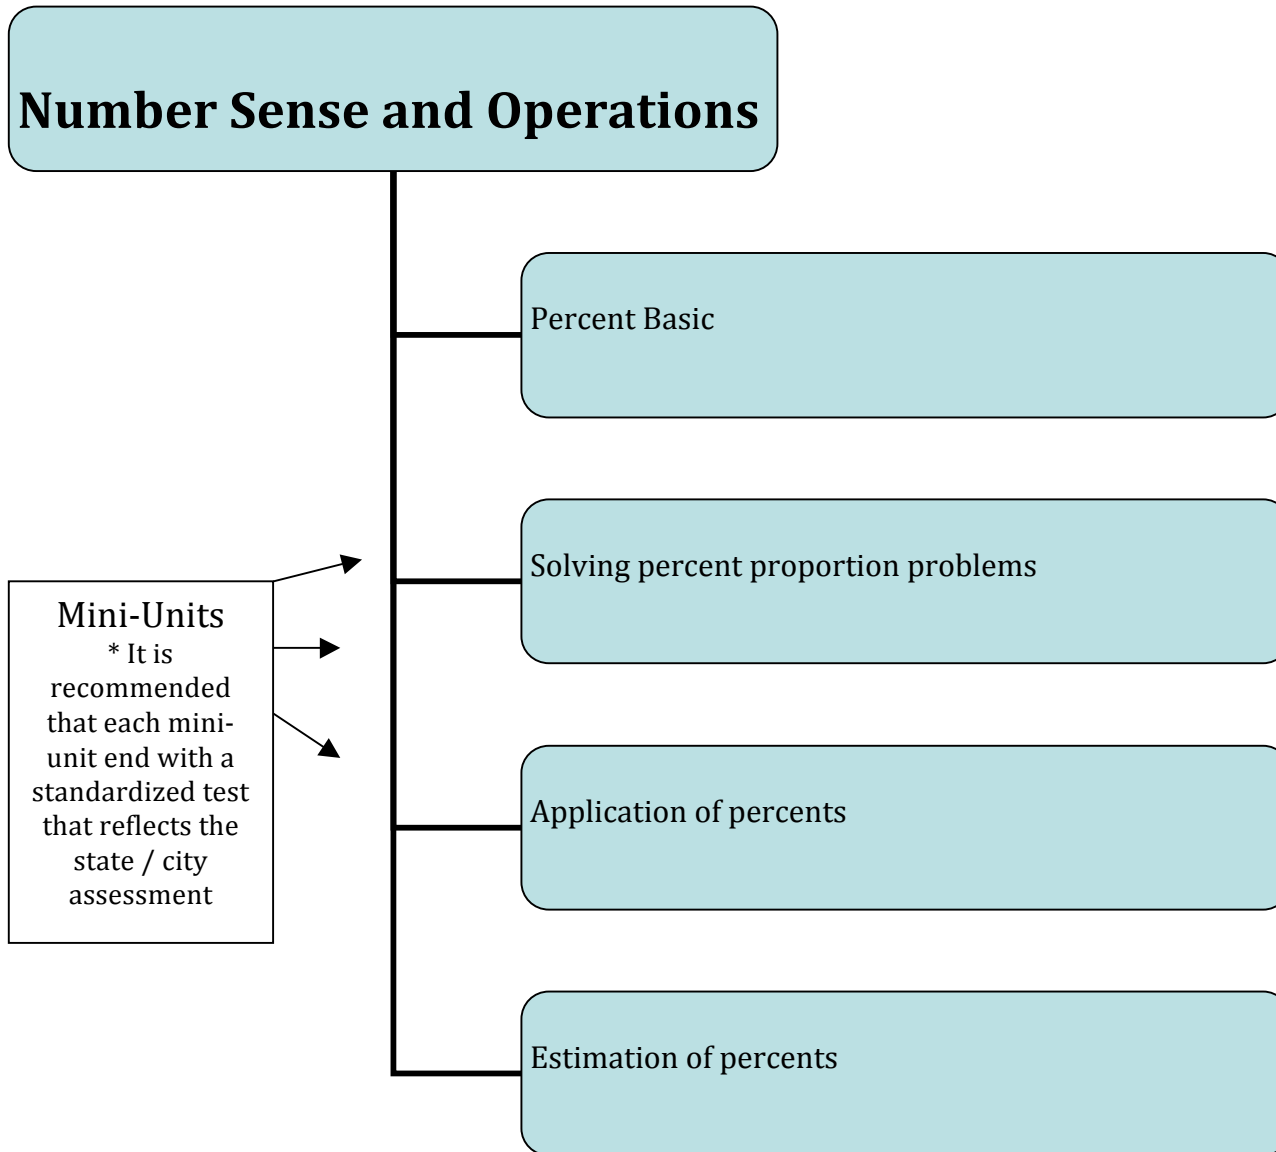 Number Sense and Operations
Percent Basic
Solving percent proportion problems
Mini-Units
* It is
recommended
that each mini-
unit end with a
standardized test
that reflects the
state / city
assessment
Application of percents
Estimation of percents